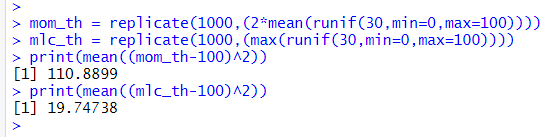 >
> mom_th = replicate(1000,(2*mean(runif(30,min=0,max=100))))
> mlc_th = replicate(1000,(max(runif(30,min=0,max=100))))
> print(mean((mom_th-100)^2))
[1] 110.8899
> print(mean((mlc_th-100)^2))
[1] 19.74738
>